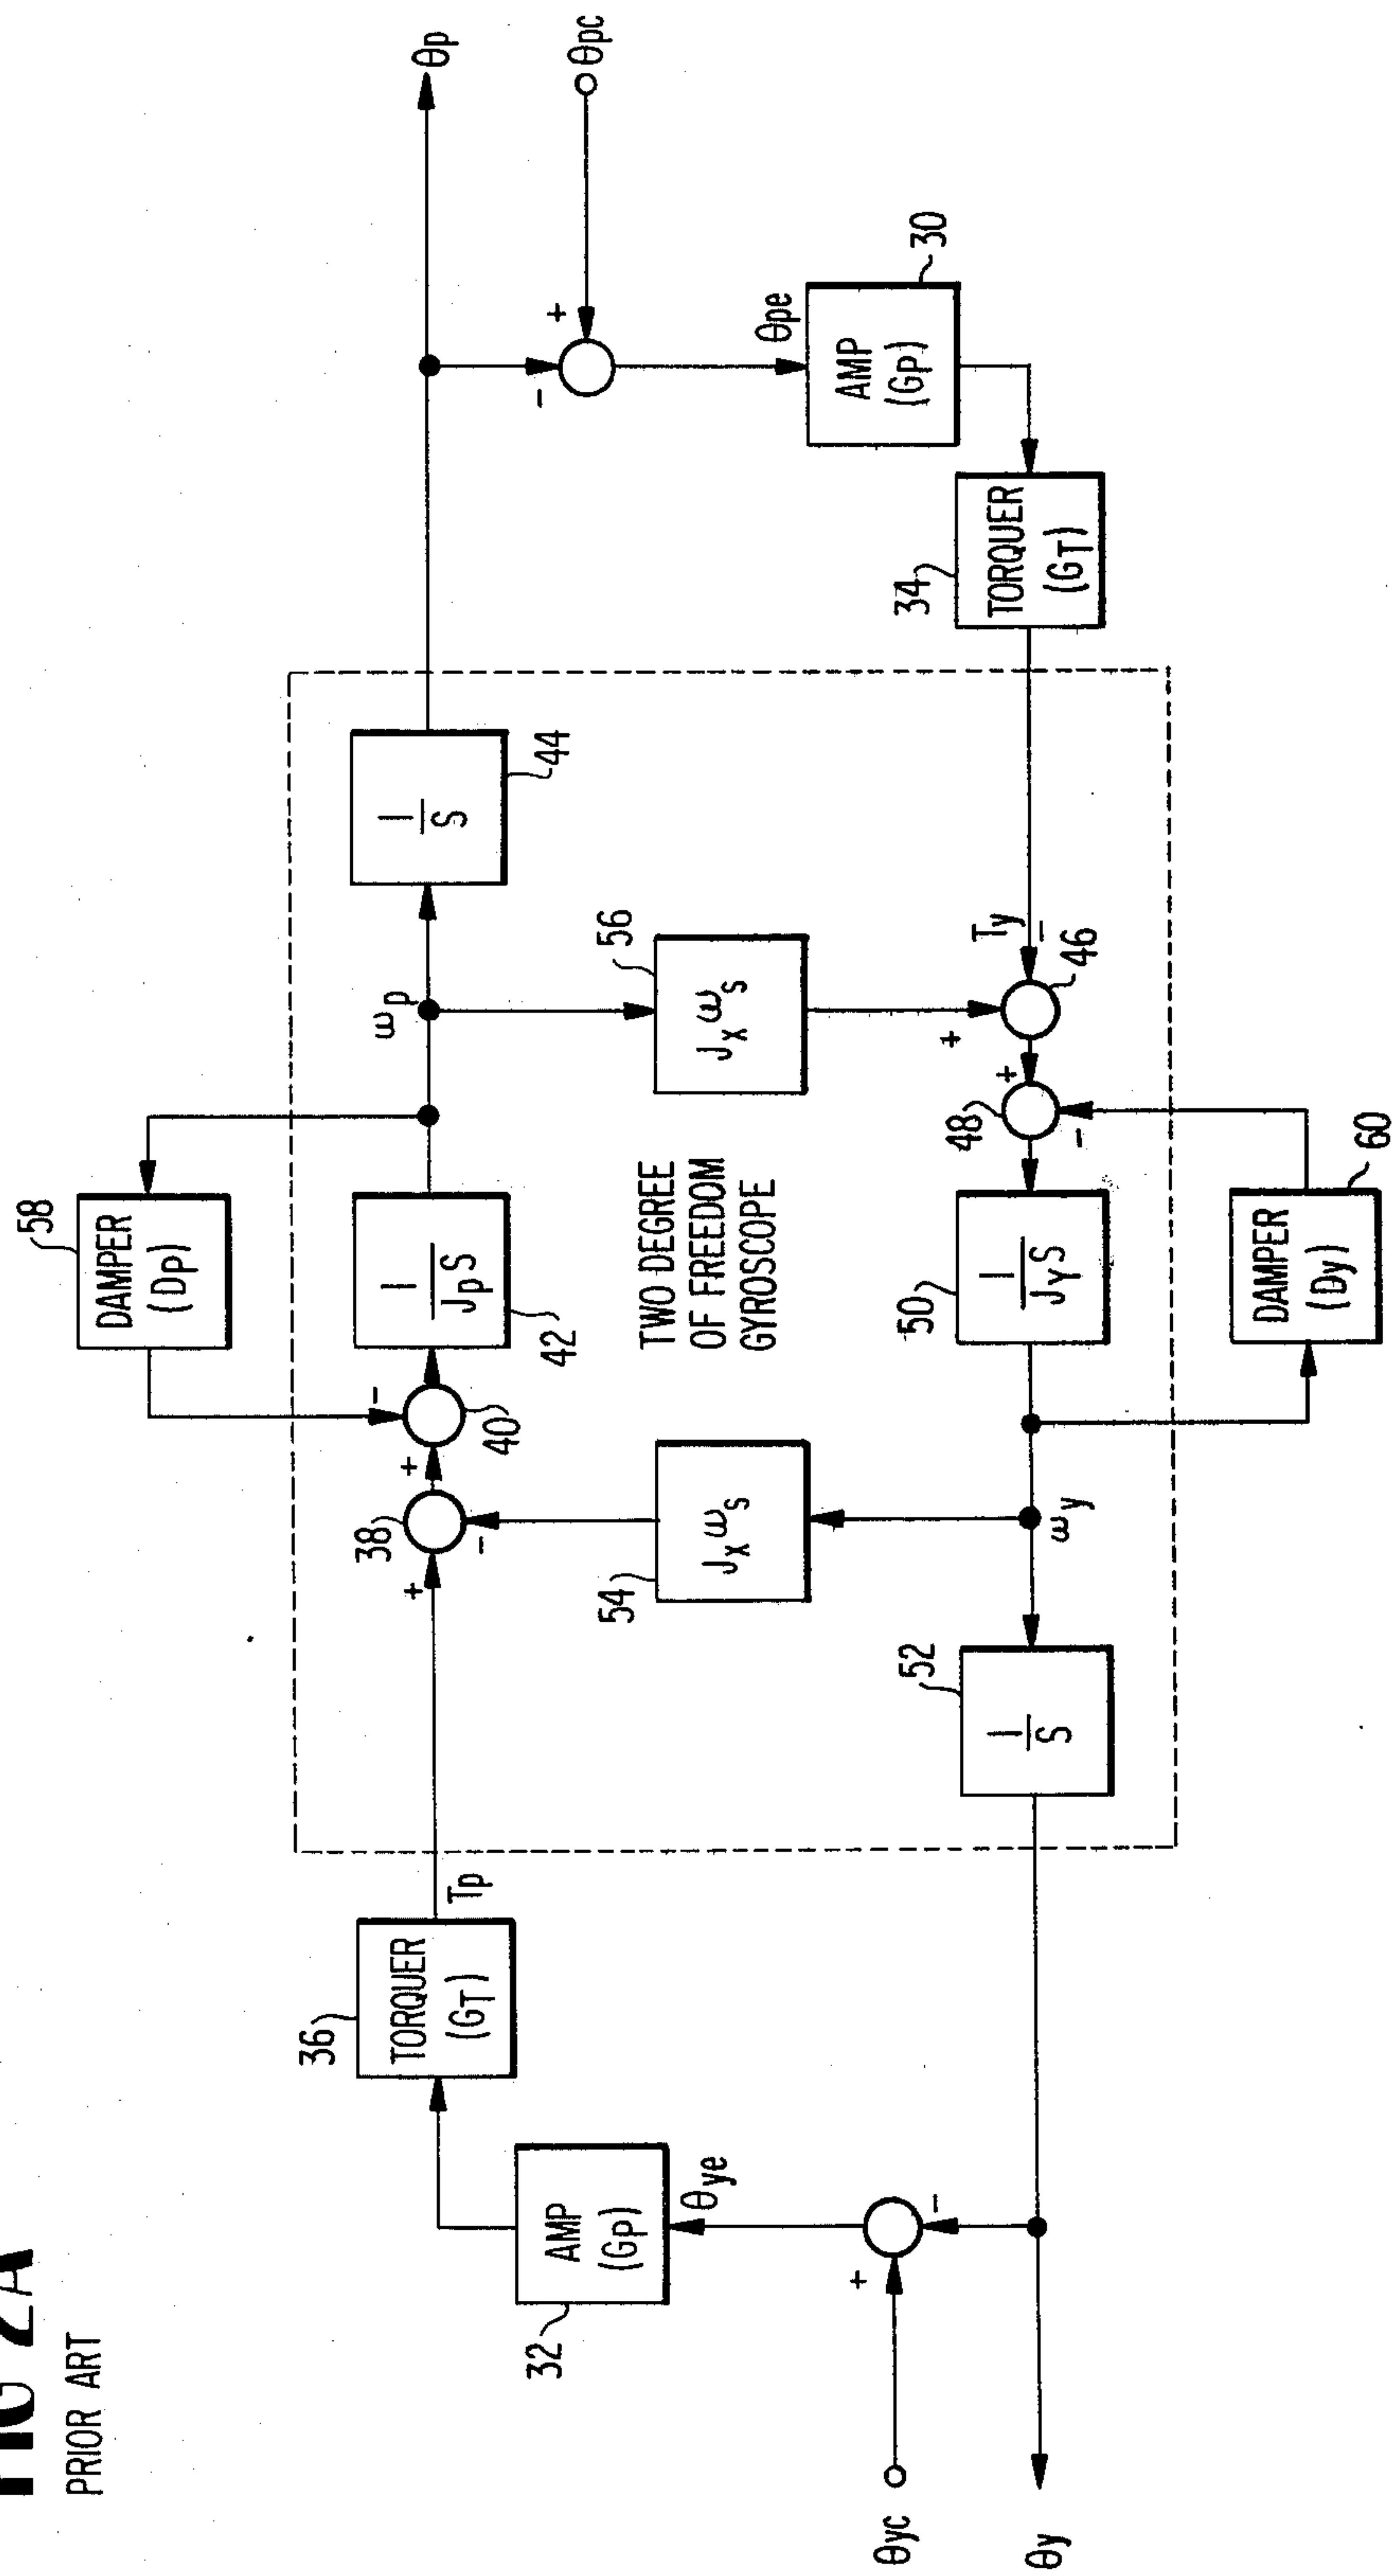 FIG 2A
PRIOR ART
58
DAMPER
(Dp)
θp
θpc
+
-
θpe
AMP
(GP)
30
36
TORQUER
(GT)
Tp
+
38
-
+
40
-
1
JpS
42
ωp
1
S
44
32
AMP
(GP)
θye
+
-
54
Jxωs
TWO DEGREE
OF FREEDOM
GYROSCOPE
56
Jxωs
34
TORQUER
(GT)
Ty
-
+
46
+
48
-
50
1
JYS
ωy
52
1
S
θyc
θy
DAMPER
(Dy)
60